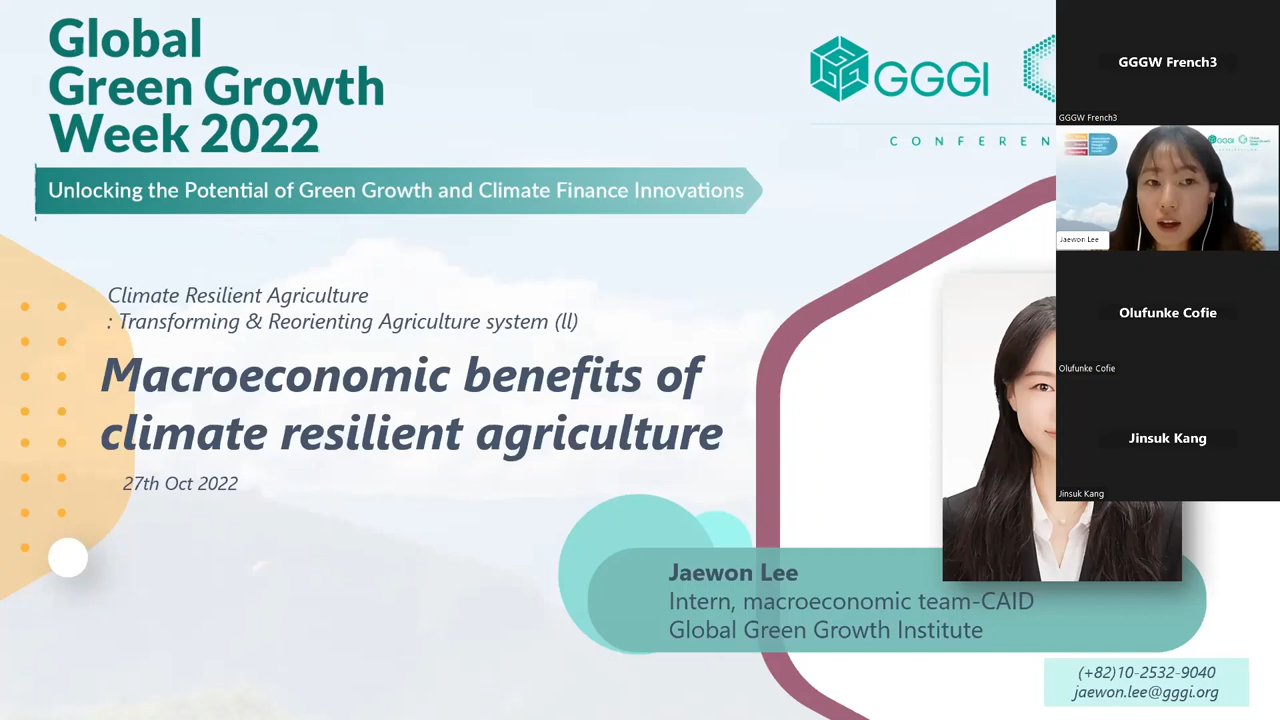 Global
Green Growth
Week 2022
GGGI
CONFEREN
Unlocking the Potential of Green Growth and Climate Finance Innovations
Climate Resilient Agriculture
: Transforming & Reorienting Agriculture system (ll)
Macroeconomic benefits of
climate resilient agriculture
27th Oct 2022
Jaewon Lee
Intern, macroeconomic team-CAID
Global Green Growth Institute
(+82)10-2532-9040
jaewon.lee@gggi.org
GGGW French3
GGGW French3
GGGI
Jaewon Lee
Olufunke Cofie
Olufunke Cofie
Jinsuk Kang
Jinsuk Kang